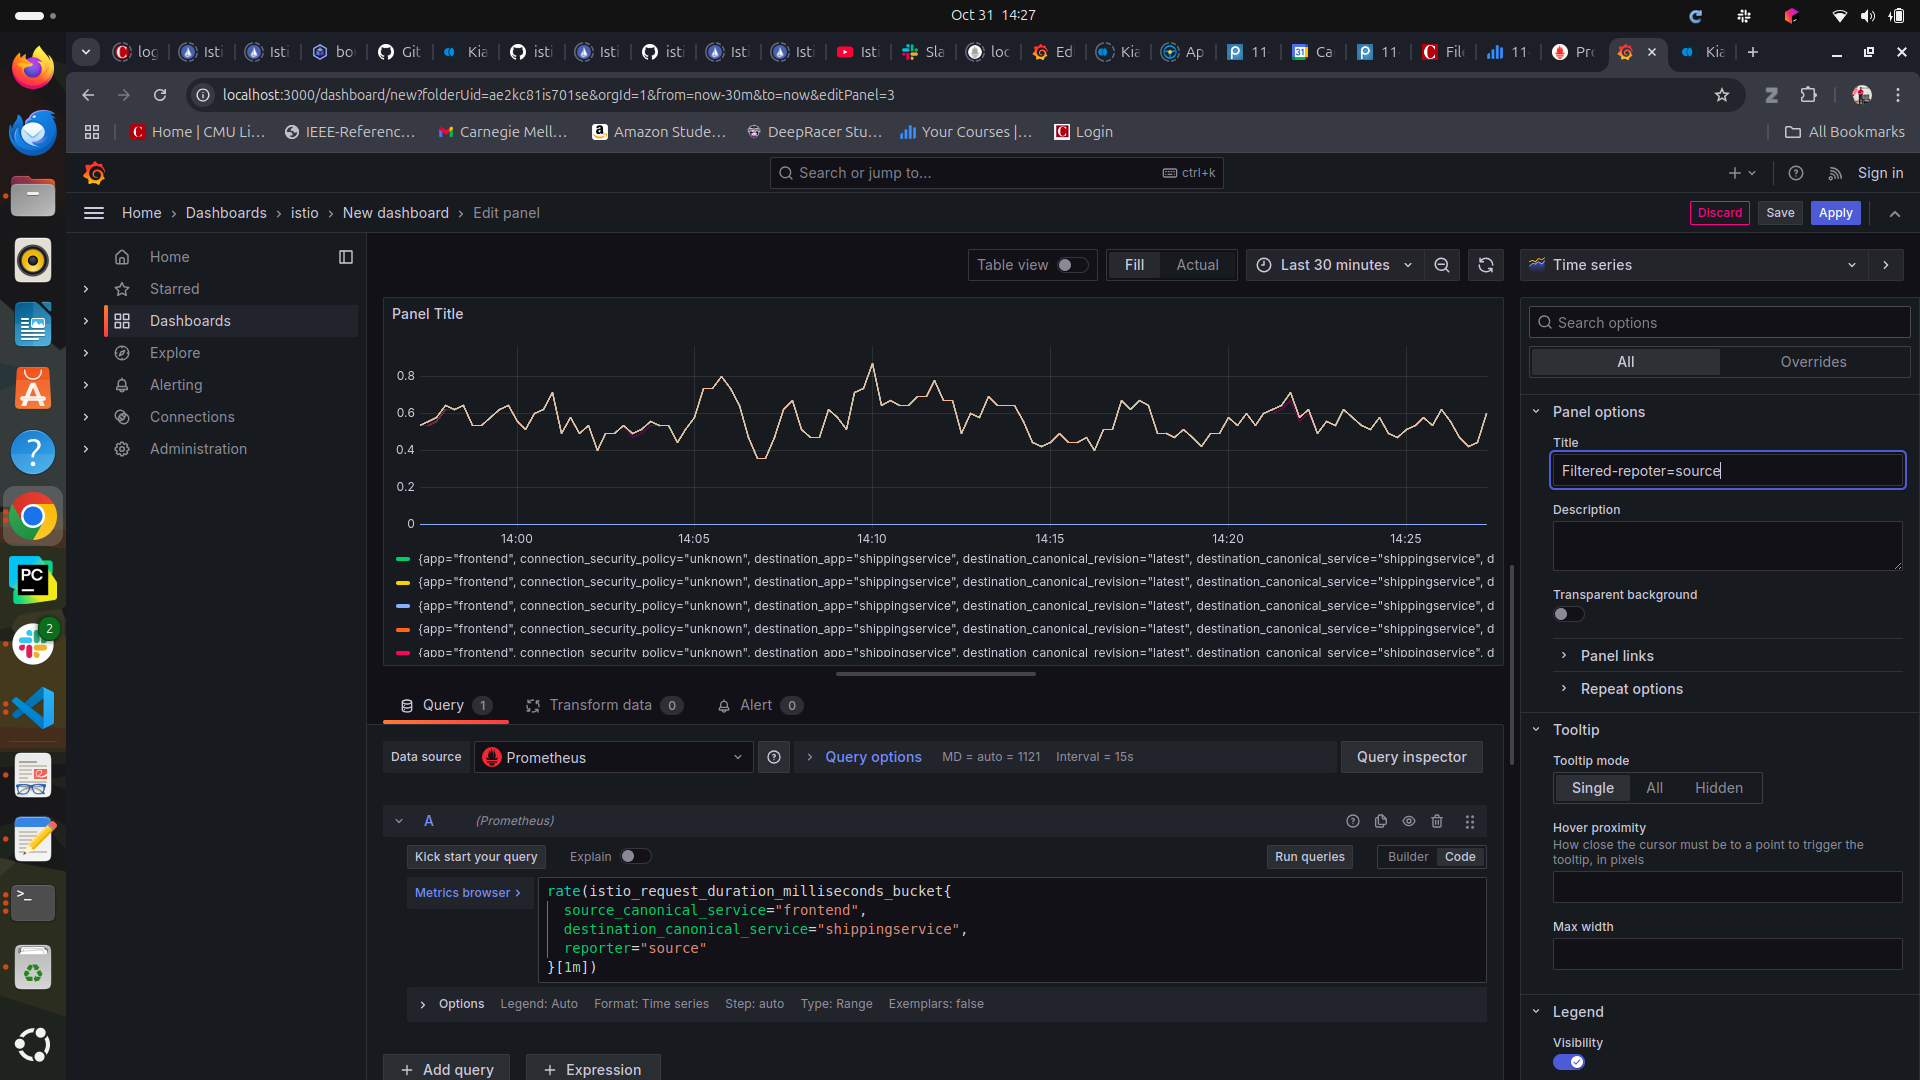 Oct 31 14:27
log
Isti
Isti
bo
Git
Kia
isti
Isti
isti
Isti
Isti
Isti
Sla
loc
Edi
Kia
Ap
11
Ca
11
File
11
Pro
Kia
localhost:3000/dashboard/new?folderUid=ae2kc81is701se&orgId=1&from=now-30m&to=now&editPanel=3
Home | CMU Li...
IEEE-Referenc...
Carnegie Mell...
Amazon Stude...
DeepRacer Stu...
Your Courses |...
Login
All Bookmarks
Search or jump to...
ctrl+k
Sign in
Home › Dashboards › istio › New dashboard › Edit panel
Discard
Save
Apply
Home
Starred
Dashboards
Explore
Alerting
Connections
Administration
Table view
Fill
Actual
Last 30 minutes
Time series
Panel Title
0.8
0.6
0.4
0.2
0
14:00
14:05
14:10
14:15
14:20
14:25
{app="frontend", connection_security_policy="unknown", destination_app="shippingservice", destination_canonical_revision="latest", destination_canonical_service="shippingservice", d
{app="frontend", connection_security_policy="unknown", destination_app="shippingservice", destination_canonical_revision="latest", destination_canonical_service="shippingservice", d
{app="frontend", connection_security_policy="unknown", destination_app="shippingservice", destination_canonical_revision="latest", destination_canonical_service="shippingservice", d
{app="frontend", connection_security_policy="unknown", destination_app="shippingservice", destination_canonical_revision="latest", destination_canonical_service="shippingservice", d
{app="frontend", connection_security_policy="unknown", destination_app="shippingservice", destination_canonical_revision="latest", destination_canonical_service="shippingservice", d
Query 1
Transform data 0
Alert 0
Data source
Prometheus
Query options
MD = auto = 1121
Interval = 15s
Query inspector
A
(Prometheus)
Kick start your query
Explain
Run queries
Builder
Code
Metrics browser >
rate(istio_request_duration_milliseconds_bucket{
source_canonical_service="frontend",
destination_canonical_service="shippingservice",
reporter="source"
}[1m])
Options
Legend: Auto
Format: Time series
Step: auto
Type: Range
Exemplars: false
+ Add query
+ Expression
Search options
All
Overrides
Panel options
Title
Filtered-repoter=source
Description
Transparent background
Panel links
Repeat options
Tooltip
Tooltip mode
Single
All
Hidden
Hover proximity
How close the cursor must be to a point to trigger the
tooltip, in pixels
Max width
Legend
Visibility
PC
2